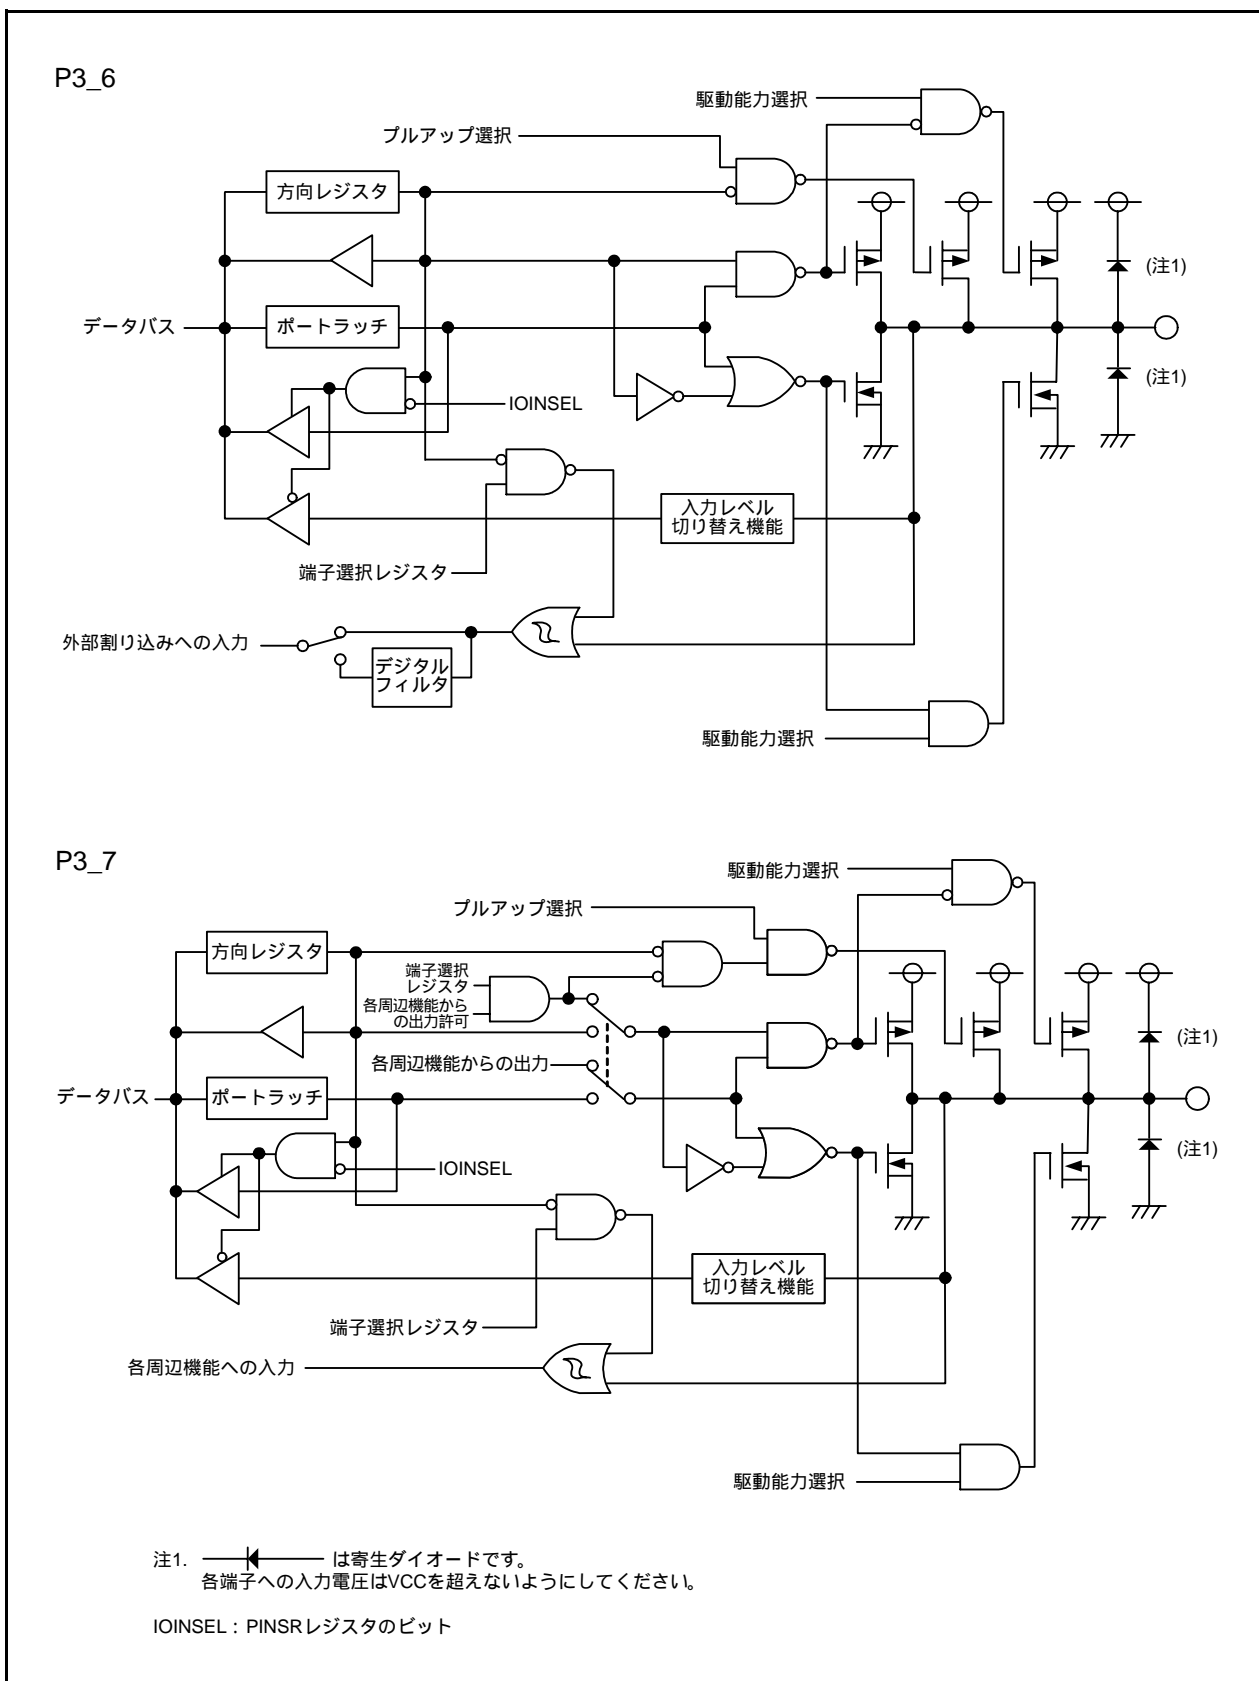 P3_6
駆動能力選択
プルアップ選択
方向レジスタ
(注1)
データバス
ポートラッチ
(注1)
IOINSEL
入力レベル
切り替え機能
端子選択レジスタ
外部割り込みへの入力
デジタル
フィルタ
駆動能力選択
P3_7
駆動能力選択
プルアップ選択
方向レジスタ
端子選択
レジスタ
各周辺機能から
の出力許可
(注1)
各周辺機能からの出力
データバス
ポートラッチ
(注1)
IOINSEL
入力レベル
切り替え機能
端子選択レジスタ
各周辺機能への入力
駆動能力選択
注1. は寄生ダイオードです。
各端子への入力電圧はVCCを超えないようにしてください。
IOINSEL：PINSRレジスタのビット